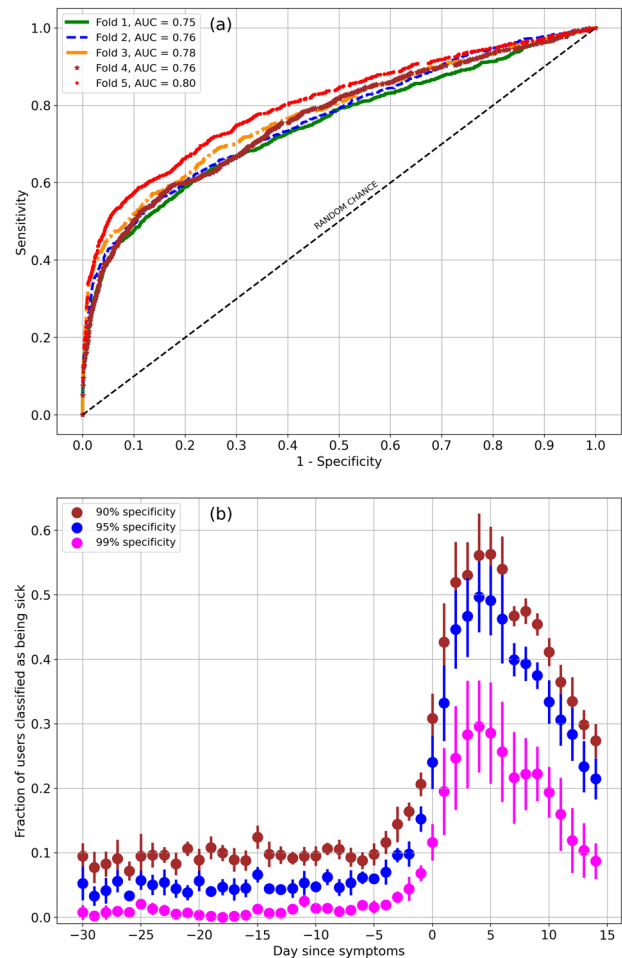 (a)
Fold 1, AUC = 0.75
Fold 2, AUC = 0.76
Fold 3, AUC = 0.78
Fold 4, AUC = 0.76
Fold 5, AUC = 0.80
1.0
0.8
0.6
0.4
0.2
0.0
Sensitivity
RANDOM CHANCE
0.0 0.1 0.2 0.3 0.4 0.5 0.6 0.7 0.8 0.9 1.0
1 - Specificity
(b)
90% specificity
95% specificity
99% specificity
0.6
0.5
0.4
0.3
0.2
0.1
0.0
Fraction of users classified as being sick
−30 −25 −20 −15 −10 −5 0 5 10 15
Day since symptoms